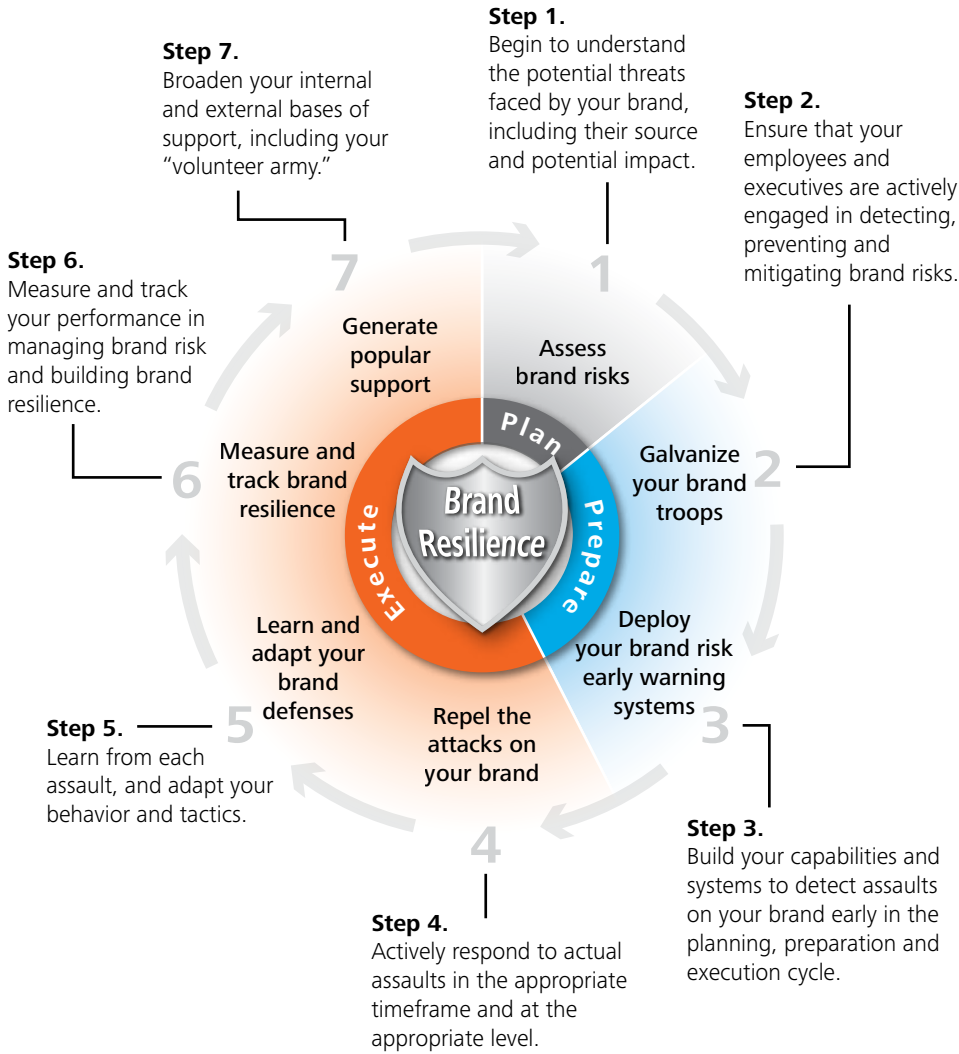 Step 1.
Begin to understand
the potential threats
faced by your brand,
including their source
and potential impact.
Step 2.
Ensure that your
employees and
executives are actively
engaged in detecting,
preventing and
mitigating brand risks.
Step 3.
Build your capabilities and
systems to detect assaults
on your brand early in the
planning, preparation and
execution cycle.
Step 4.
Actively respond to actual
assaults in the appropriate
timeframe and at the
appropriate level.
Step 5.
Learn from each
assault, and adapt your
behavior and tactics.
Step 6.
Measure and track
your performance in
managing brand risk
and building brand
resilience.
Step 7.
Broaden your internal
and external bases of
support, including your
“volunteer army.”
1
Assess
brand risks
2
Galvanize
your brand
troops
3
Deploy
your brand risk
early warning
systems
4
Repel the
attacks on
your brand
5
Learn and
adapt your
brand
defenses
6
Measure and
track brand
resilience
7
Generate
popular
support
Plan
Prepare
Execute
Brand
Resilience